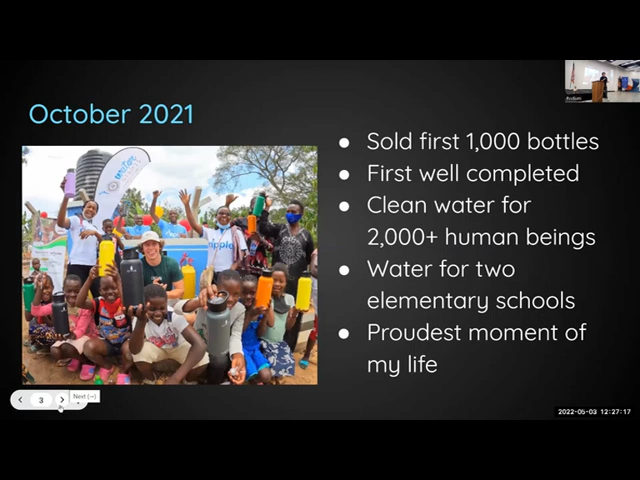 October 2021
● Sold first 1,000 bottles
● First well completed
● Clean water for
2,000+ human beings
● Water for two
elementary schools
● Proudest moment of
my life
ripple
3
Next (→)
2022-05-03 12:27:17